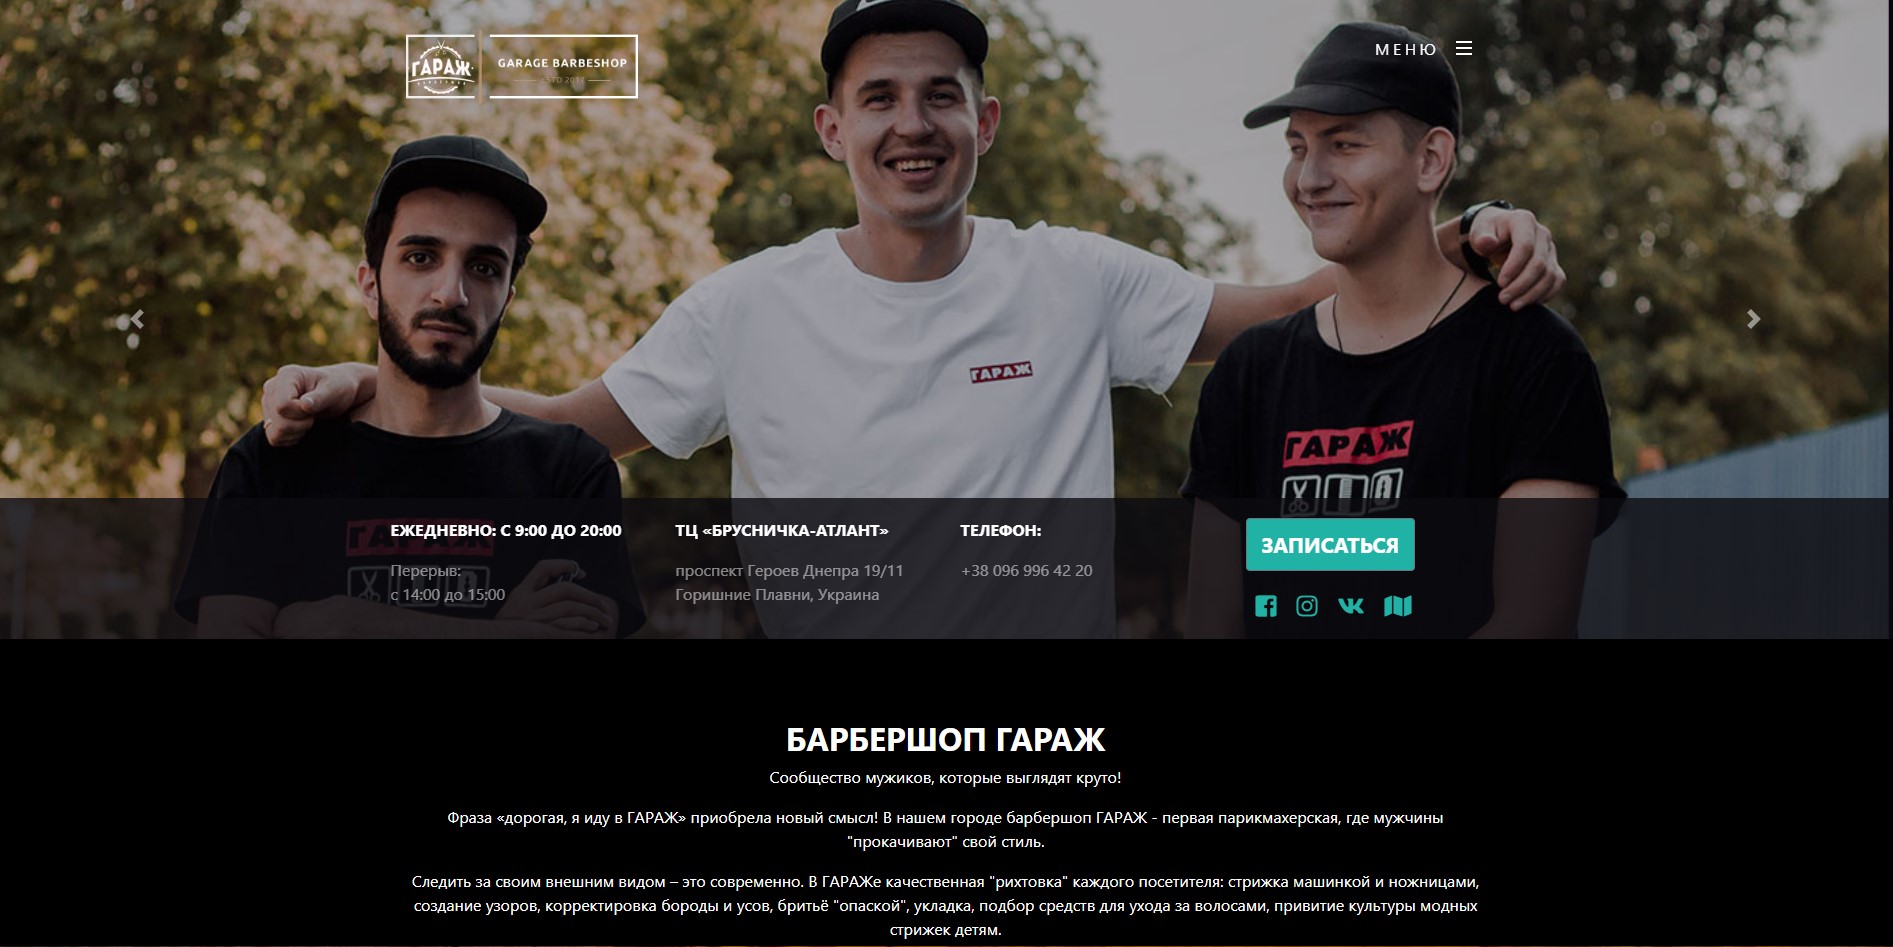 ГАРАЖ
GARAGE BARBESHOP
ESTD 2017
МЕНЮ
ГАРАЖ
ГАРАЖ
ГАРАЖ
ЕЖЕДНЕВНО: С 9:00 ДО 20:00
Перерыв:
с 14:00 до 15:00
ТЦ «БРУСНИЧКА-АТЛАНТ»
проспект Героев Днепра 19/11
Горишние Плавни, Украина
ТЕЛЕФОН:
+38 096 996 42 20
ЗАПИСАТЬСЯ
БАРБЕРШОП ГАРАЖ
Сообщество мужиков, которые выглядят круто!
Фраза «дорогая, я иду в ГАРАЖ» приобрела новый смысл! В нашем городе барбершоп ГАРАЖ - первая парикмахерская, где мужчины
"прокачивают" свой стиль.
Следить за своим внешним видом – это современно. В ГАРАЖе качественная "рихтовка" каждого посетителя: стрижка машинкой и ножницами,
создание узоров, корректировка бороды и усов, бритьё "опаской", укладка, подбор средств для ухода за волосами, привитие культуры модных
стрижек детям.